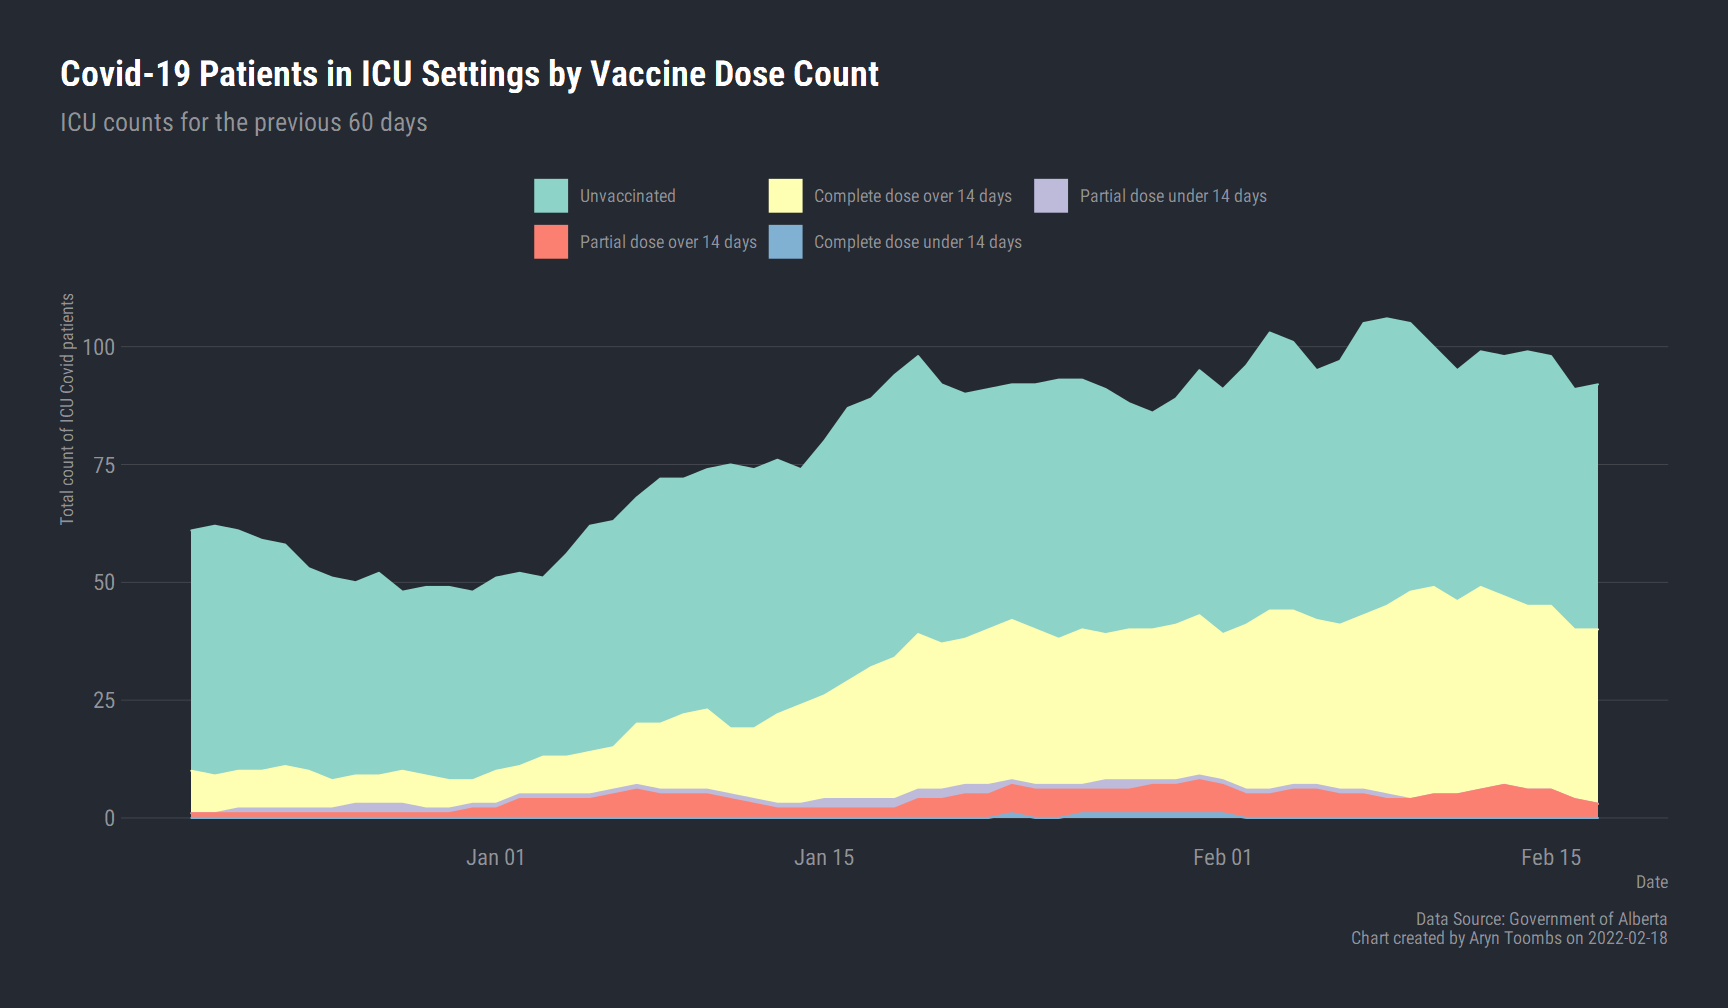 Covid-19 Patients in ICU Settings by Vaccine Dose Count
ICU counts for the previous 60 days
Unvaccinated
Complete dose over 14 days
Partial dose under 14 days
Partial dose over 14 days
Complete dose under 14 days
Total count of ICU Covid patients
100
75
50
25
0
Jan 01
Jan 15
Feb 01
Feb 15
Date
Data Source: Government of Alberta
Chart created by Aryn Toombs on 2022-02-18